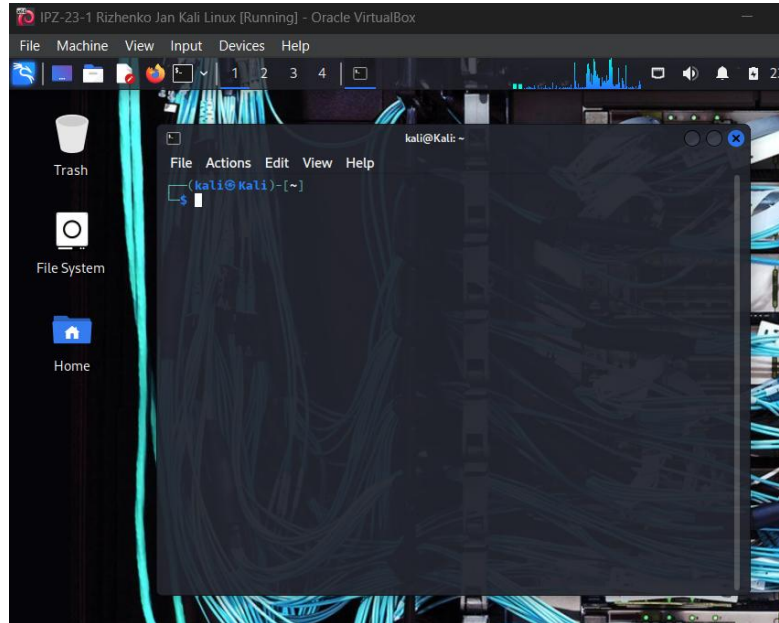 IPZ-23-1 Rizhenko Jan Kali Linux [Running] - Oracle VirtualBox
File Machine View Input Devices Help
1 2 3 4
Trash
File System
Home
kali@Kali: ~
File Actions Edit View Help
(kali㉿Kali)-[~]
$